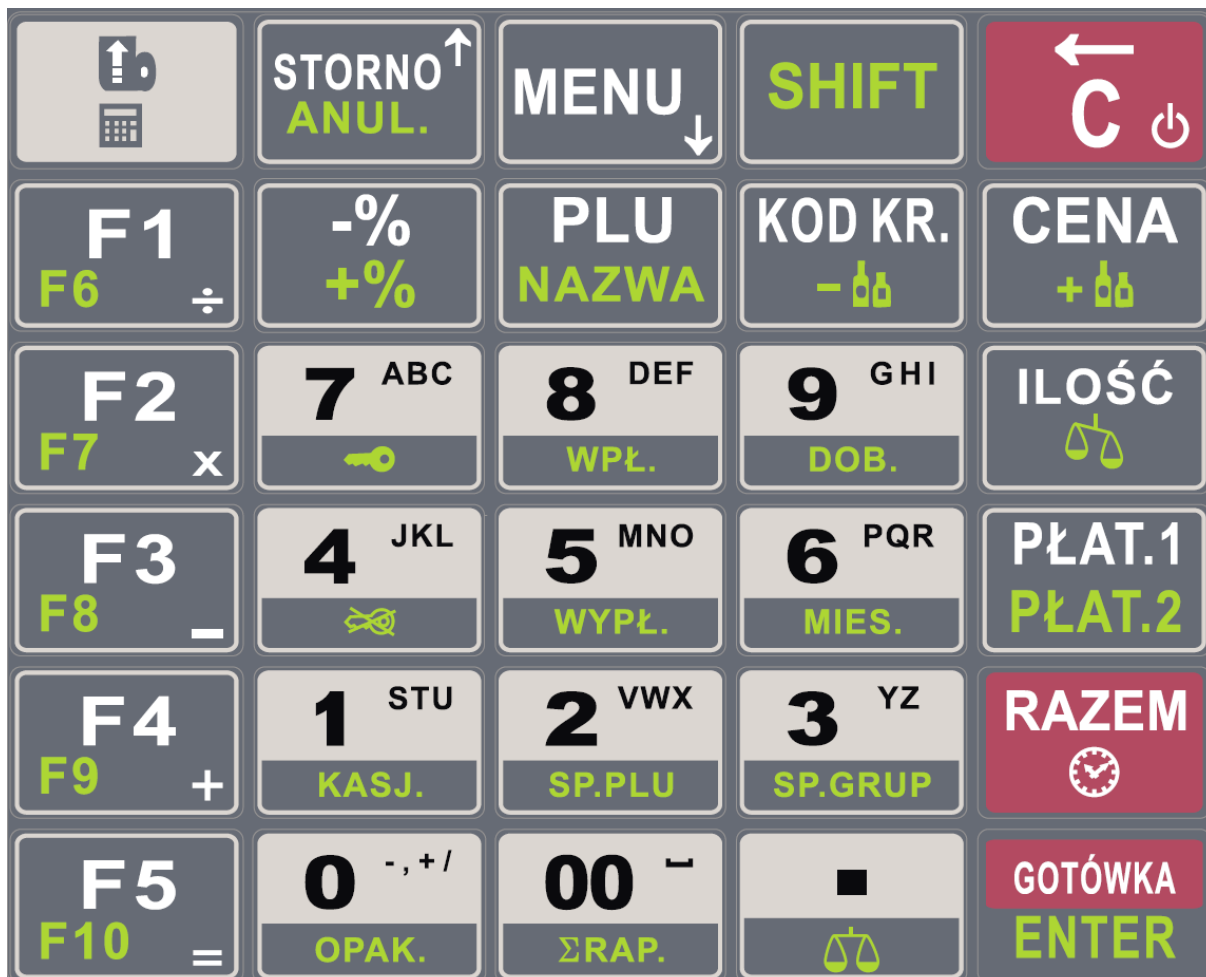 STORNO ↑
ANUL.
MENU ↓
SHIFT
←
C
F1
F6 ÷
-%
+%
PLU
NAZWA
KOD KR.
-
CENA
+
F2
F7 x
7 ABC
8 DEF
WPŁ.
9 GHI
DOB.
ILOŚĆ
F3
F8 -
4 JKL
5 MNO
WYPŁ.
6 PQR
MIES.
PŁAT.1
PŁAT.2
F4
F9 +
1 STU
KASJ.
2 VWX
SP.PLU
3 YZ
SP.GRUP
RAZEM
F5
F10 =
0 - , + /
OPAK.
00 ⎵
ΣRAP.
.
GOTÓWKA
ENTER